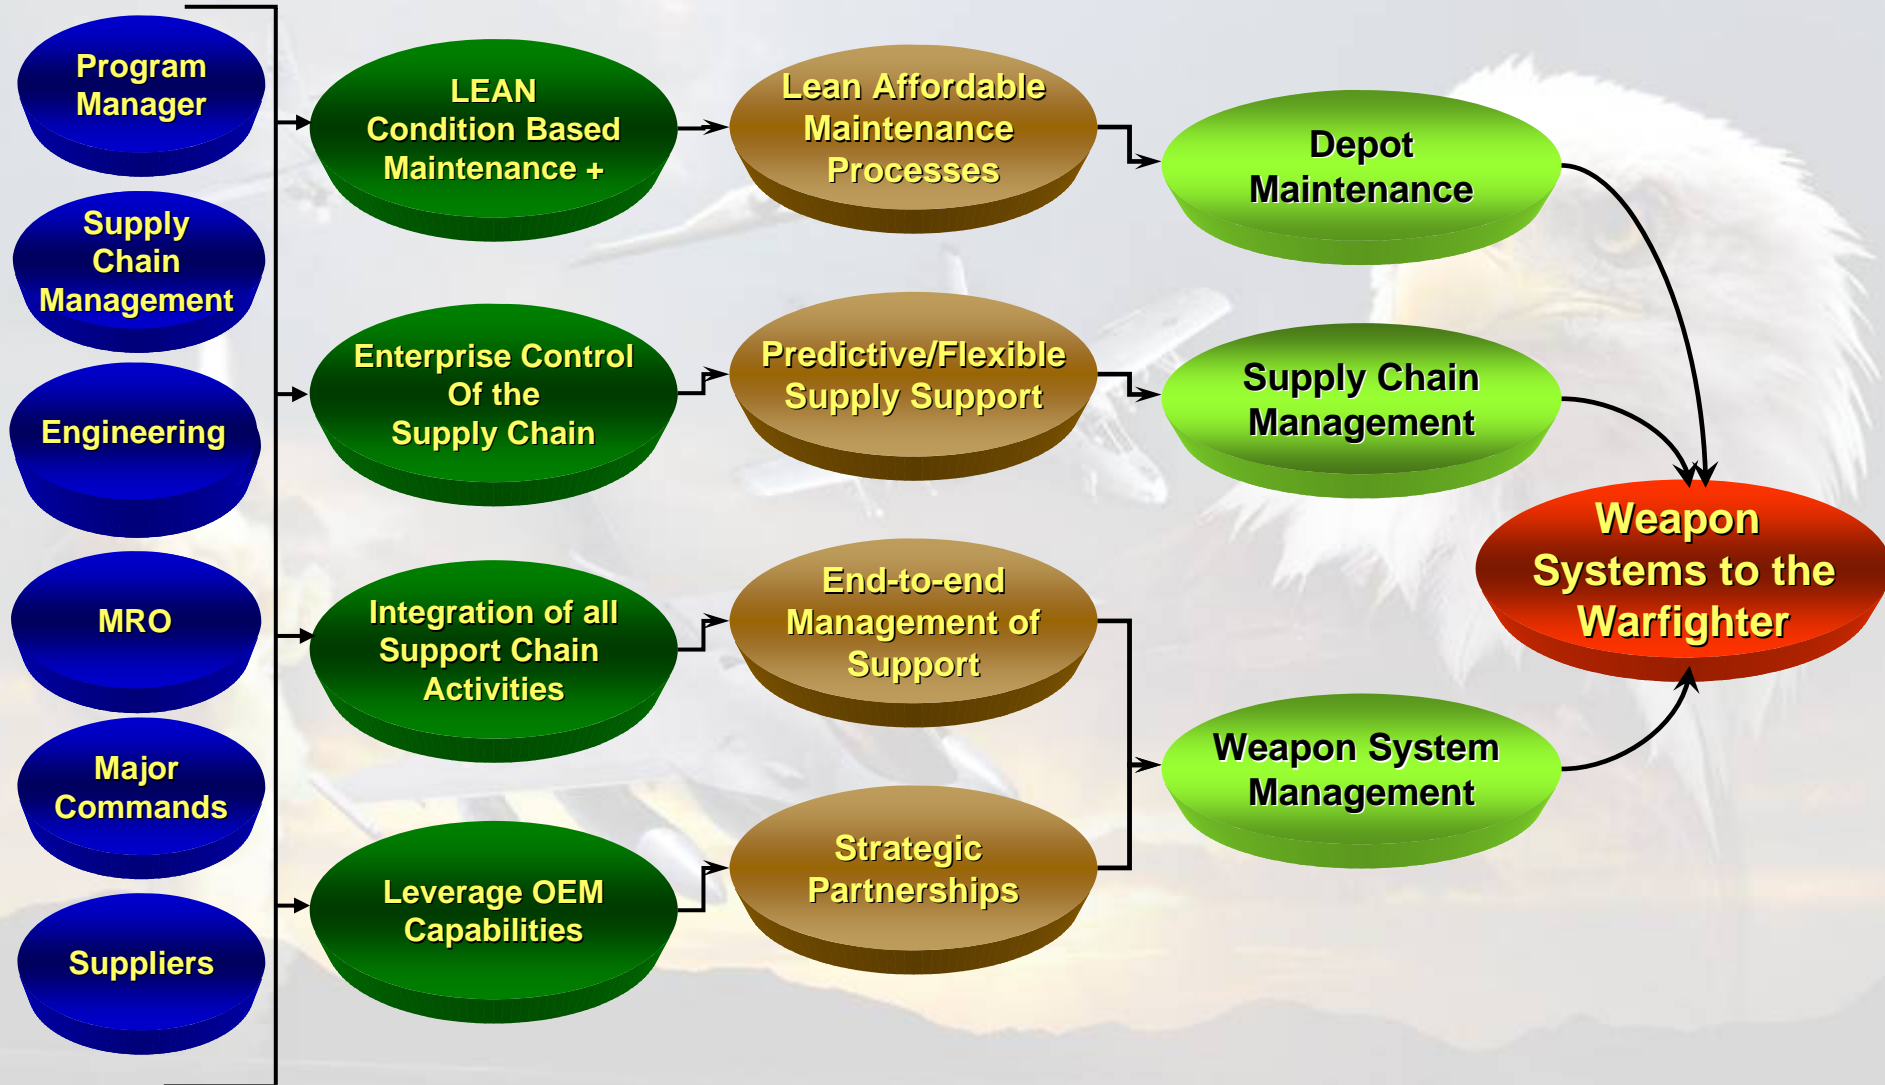 Program
Manager
Supply
Chain
Management
Engineering
MRO
Major
Commands
Suppliers
LEAN
Condition Based
Maintenance +
Enterprise Control
Of the
Supply Chain
Integration of all
Support Chain
Activities
Leverage OEM
Capabilities
Lean Affordable
Maintenance
Processes
Predictive/Flexible
Supply Support
End-to-end
Management of
Support
Strategic
Partnerships
Depot
Maintenance
Supply Chain
Management
Weapon System
Management
Weapon
Systems to the
Warfighter